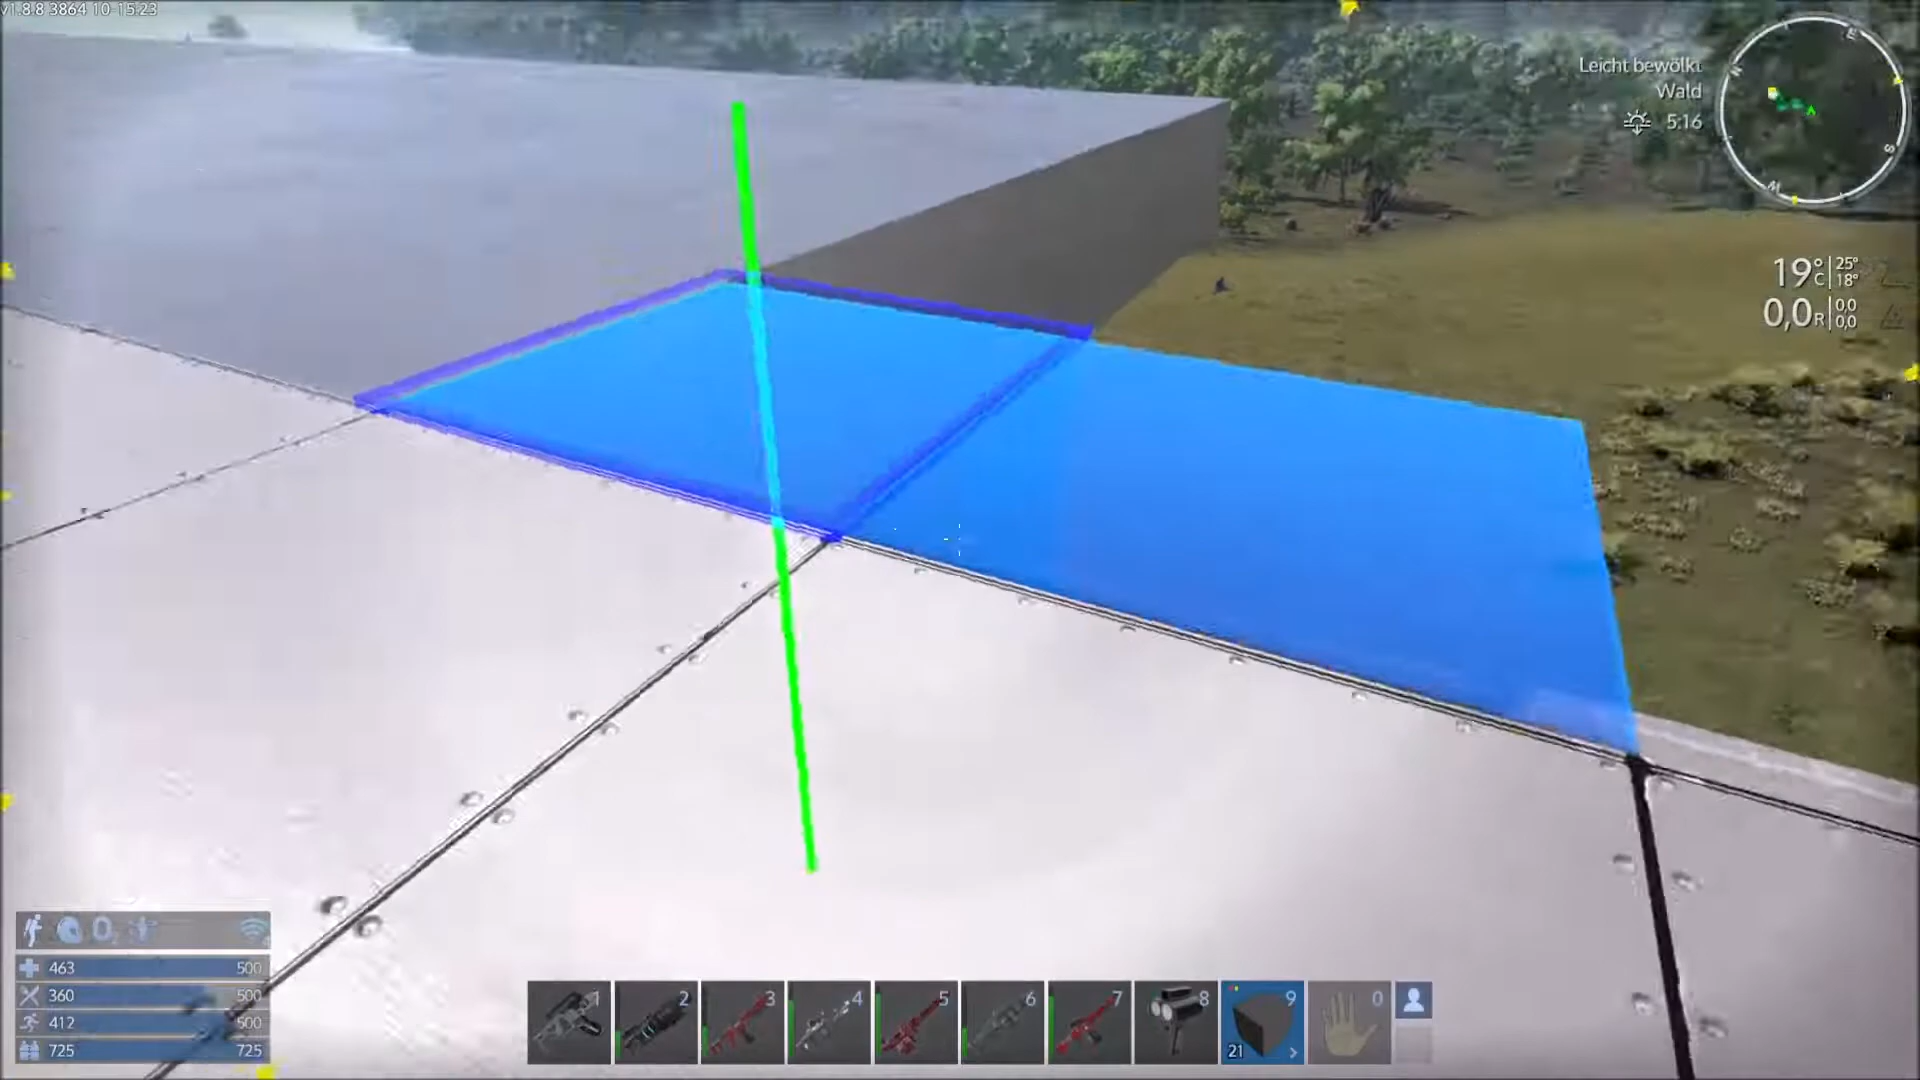 v1.8.8 3864 10-15.23
Leicht bewölkt
Wald
5:16
E
S
W
19°C 25° 18°
0,0R 0,0 0,0
O2
463 500
360 500
412 500
725 725
1 2 3 4 5 6 7 8 9 0
21